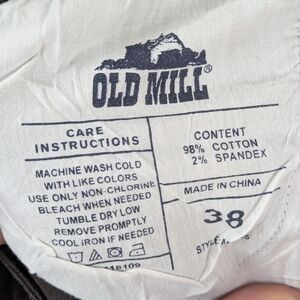 OLD MILL®
CARE
INSTRUCTIONS
MACHINE WASH COLD
WITH LIKE COLORS
USE ONLY NON-CHLORINE
BLEACH WHEN NEEDED
TUMBLE DRY LOW
REMOVE PROMPTLY
COOL IRON IF NEEDED
CONTENT
98% COTTON
2% SPANDEX
MADE IN CHINA
38